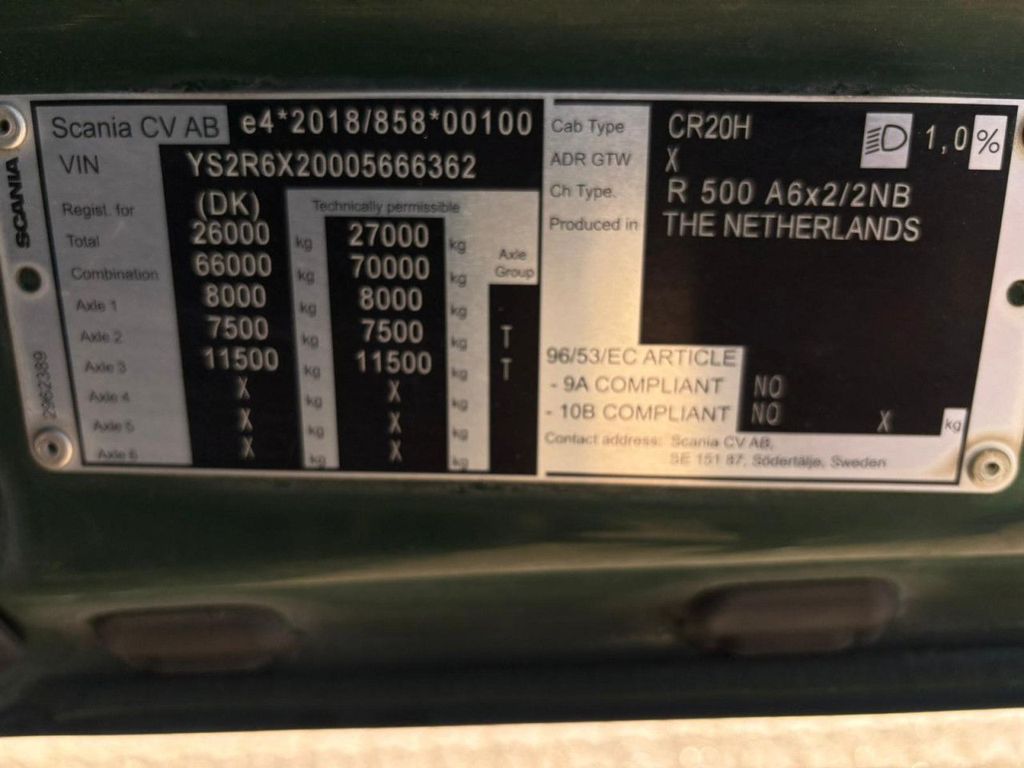 SCANIA
2962389
Scania CV AB e4*2018/858*00100
VIN YS2R6X20005666362
Regist. for (DK) Technically permissible
Total 26000 kg 27000 kg Axle Group
Combination 66000 kg 70000 kg
Axle 1 8000 kg 8000 kg
Axle 2 7500 kg 7500 kg T
Axle 3 11500 kg 11500 kg T
Axle 4 X kg X kg
Axle 5 X kg X kg
Axle 6 X kg X kg
Cab Type CR20H 1,0 %
ADR GTW X
Ch Type. R 500 A6x2/2NB
Produced in THE NETHERLANDS
96/53/EC ARTICLE
- 9A COMPLIANT NO
- 10B COMPLIANT NO X kg
Contact address: Scania CV AB,
SE 151 87, Södertälje, Sweden